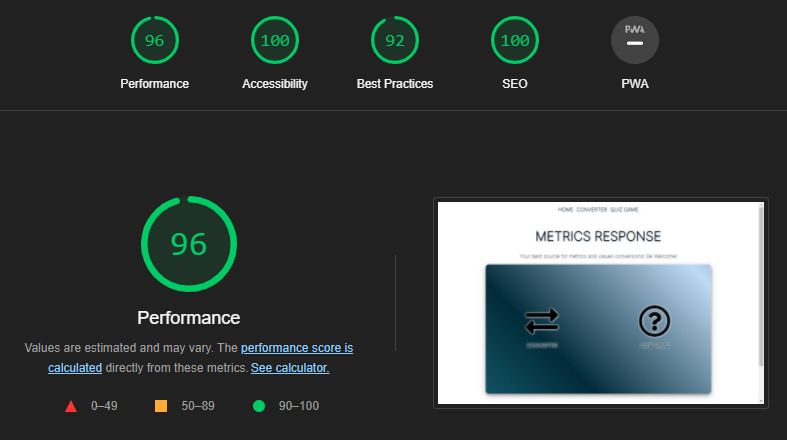 96
100
92
100
PWA
Performance
Accessibility
Best Practices
SEO
PWA
96
Performance
Values are estimated and may vary. The performance score is
calculated directly from these metrics. See calculator.
0–49
50–89
90–100
HOME CONVERTER QUIZ GAME
METRICS RESPONSE
Your best source for metrics and values conversions! Be Welcome!
CONVERTER